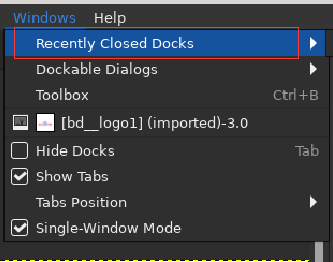 Windows Help
Recently Closed Docks
Dockable Dialogs
Toolbox Ctrl+B
[bd__logo1] (imported)-3.0
Hide Docks Tab
Show Tabs
Tabs Position
Single-Window Mode